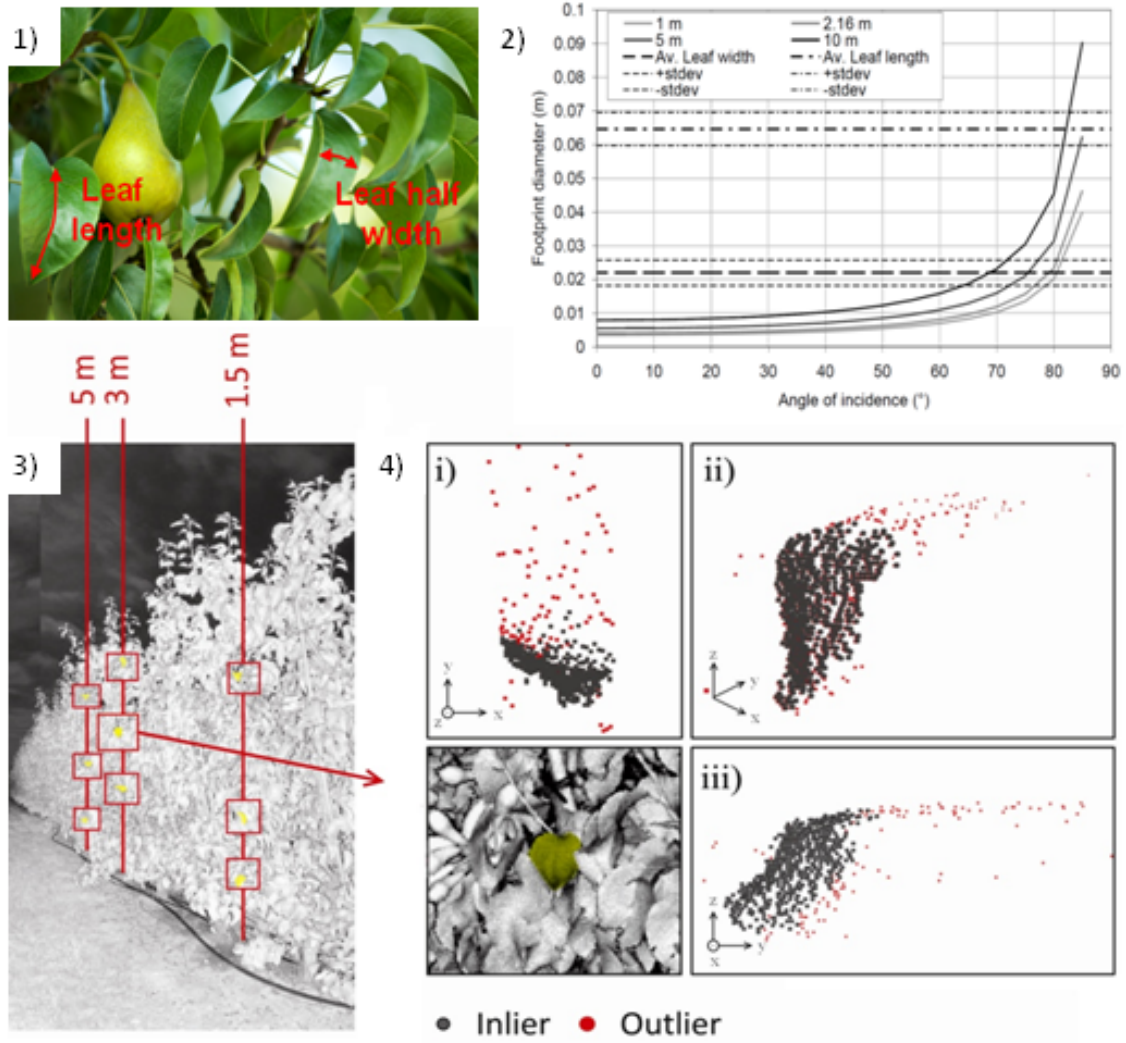 1)
Leaf
length
Leaf half
width
2)
0.1
0.09
0.08
0.07
0.06
0.05
0.04
0.03
0.02
0.01
0
Footprint diameter (m)
1 m 2.16 m
5 m 10 m
Av. Leaf width Av. Leaf length
+stdev +stdev
-stdev -stdev
0 10 20 30 40 50 60 70 80 90
Angle of incidence (°)
5 m
3 m
1.5 m
3)
4)
i)
y
z x
ii)
z
y
x
iii)
z
x y
Inlier Outlier